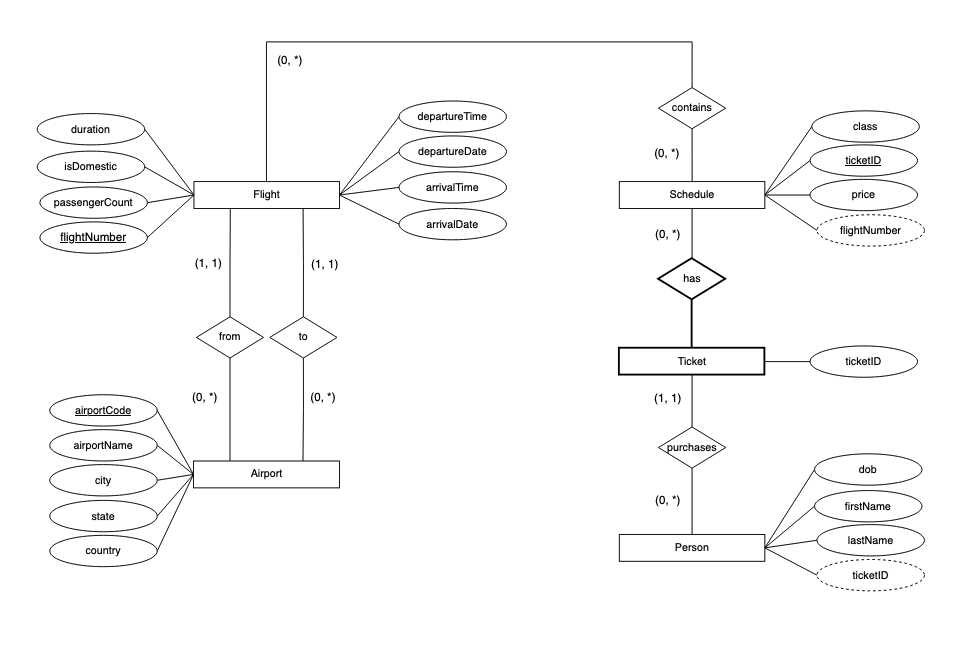 (0, *)
contains
(0, *)
duration
isDomestic
passengerCount
flightNumber
Flight
departureTime
departureDate
arrivalTime
arrivalDate
class
ticketID
price
flightNumber
Schedule
(0, *)
has
(1, 1)
(1, 1)
from
to
(0, *)
(0, *)
Ticket
ticketID
(1, 1)
purchases
(0, *)
airportCode
airportName
city
state
country
Airport
dob
firstName
lastName
ticketID
Person